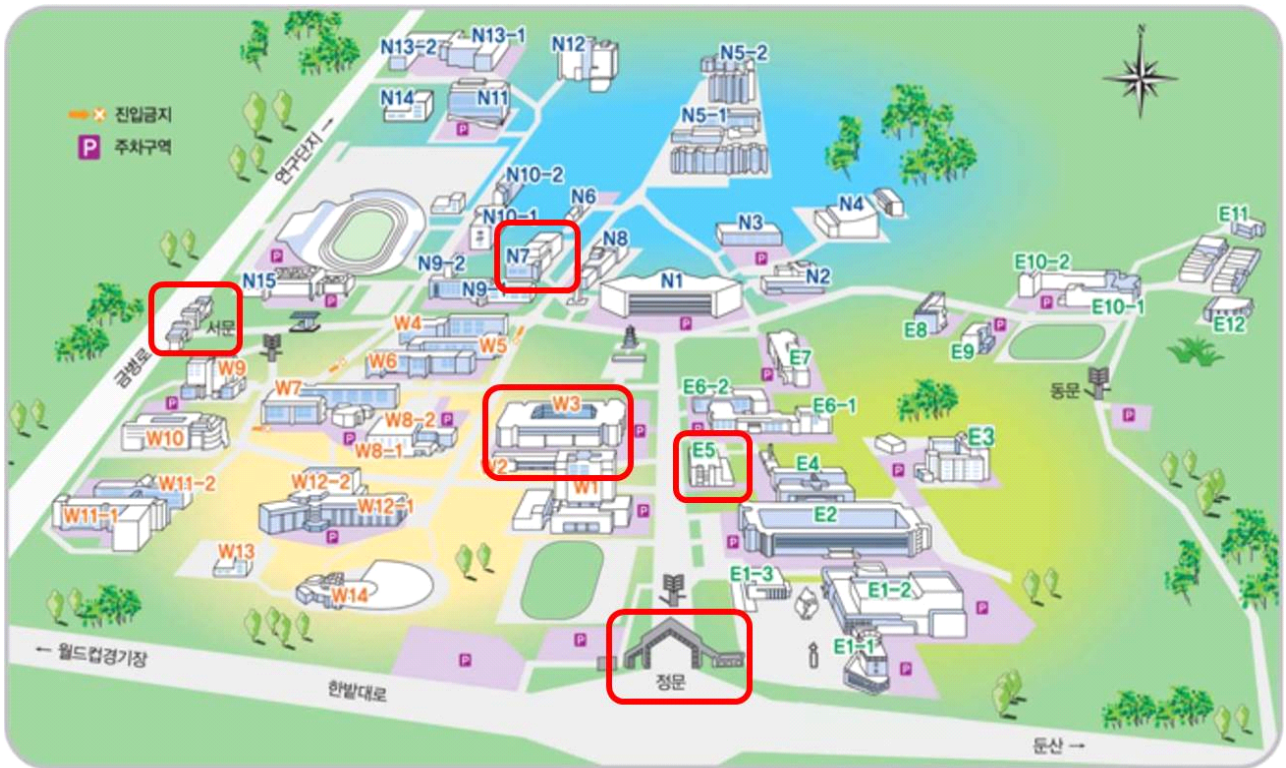 N
진입금지
P 주차구역
연구단지 →
N13-2
N13-1
N12
N5-2
N14
N11
P
N5-1
N10-2
N6
N10-1
N7
N8
N3
P
N4
E11
P
N15
P
N9-2
N9-1
N1
P
N2
E10-2
P
E10-1
E12
서문
금병로
W4
W5
W6
E8
E9
P
E7
P
W9
P
W7
W8-2
P
P
W8-1
W3
P
E6-2
P
E6-1
동문
P
W10
W2
E5
E4
E3
P
W11-2
W11-1
W12-2
W12-1
P
W1
P
E2
P
W13
W14
E1-3
E1-2
P
E1-1
P
P
P
정문
← 월드컵경기장
한밭대로
둔산 →